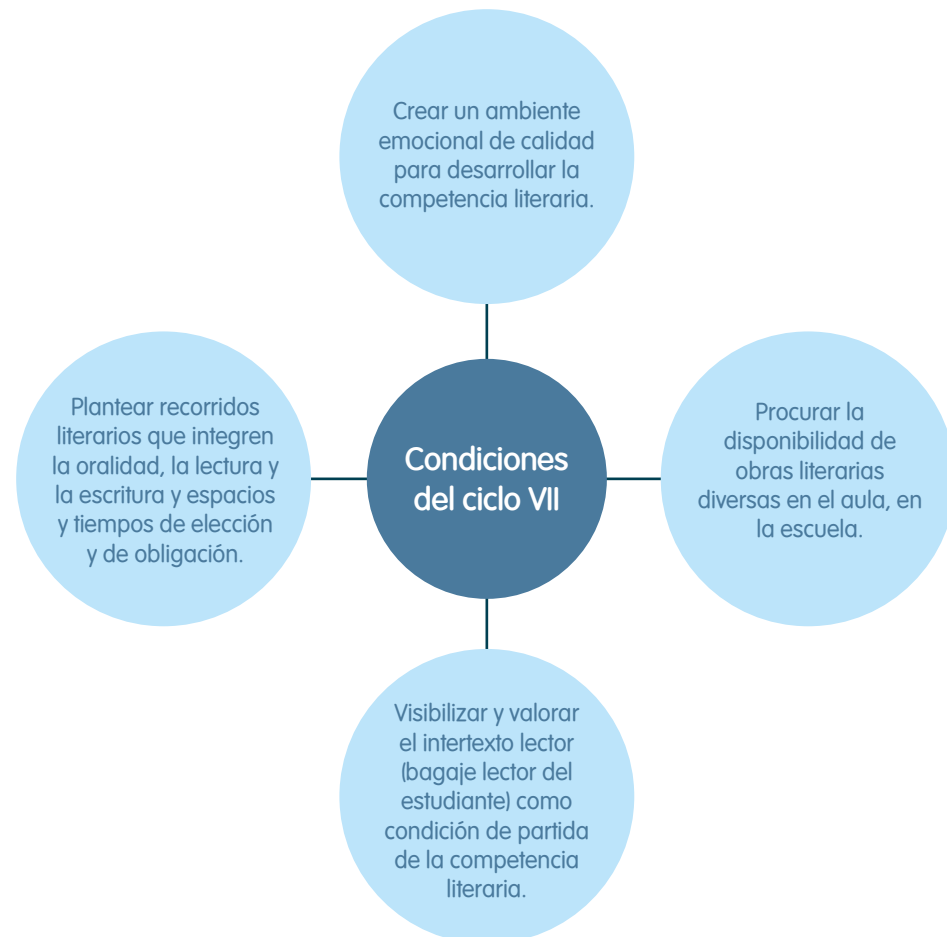 Crear un ambiente
emocional de calidad
para desarrollar la
competencia literaria.
Plantear recorridos
literarios que integren
la oralidad, la lectura y
la escritura y espacios
y tiempos de elección
y de obligación.
Condiciones
del ciclo VII
Procurar la
disponibilidad de
obras literarias
diversas en el aula, en
la escuela.
Visibilizar y valorar
el intertexto lector
(bagaje lector del
estudiante) como
condición de partida
de la competencia
literaria.